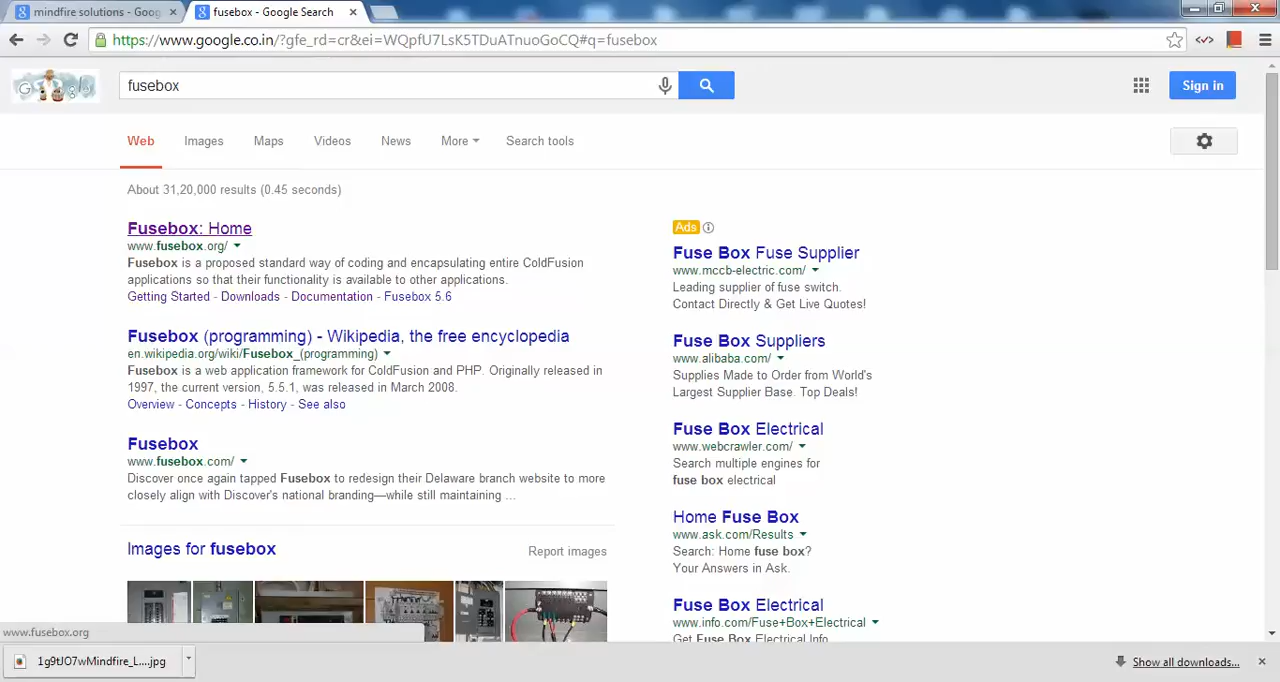 mindfire solutions - Goog
fusebox - Google Search
https://www.google.co.in/?gfe_rd=cr&ei=WQpfU7LsK5TDuATnuoGoCQ#q=fusebox
fusebox
Sign in
Web Images Maps Videos News More Search tools
About 31,20,000 results (0.45 seconds)
Fusebox: Home
www.fusebox.org/
Fusebox is a proposed standard way of coding and encapsulating entire ColdFusion
applications so that their functionality is available to other applications.
Getting Started - Downloads - Documentation - Fusebox 5.6
Fusebox (programming) - Wikipedia, the free encyclopedia
en.wikipedia.org/wiki/Fusebox_(programming)
Fusebox is a web application framework for ColdFusion and PHP. Originally released in
1997, the current version, 5.5.1, was released in March 2008.
Overview - Concepts - History - See also
Fusebox
www.fusebox.com/
Discover once again tapped Fusebox to redesign their Delaware branch website to more
closely align with Discover's national branding—while still maintaining ...
Images for fusebox
Report images
Ads
Fuse Box Fuse Supplier
www.mccb-electric.com/
Leading supplier of fuse switch.
Contact Directly & Get Live Quotes!
Fuse Box Suppliers
www.alibaba.com/
Supplies Made to Order from World's
Largest Supplier Base. Top Deals!
Fuse Box Electrical
www.webcrawler.com/
Search multiple engines for
fuse box electrical
Home Fuse Box
www.ask.com/Results
Search: Home fuse box?
Your Answers in Ask.
Fuse Box Electrical
www.info.com/Fuse+Box+Electrical
Get Fuse Box Electrical Info
www.fusebox.org
1g9tJO7wMindfire_L....jpg
Show all downloads...